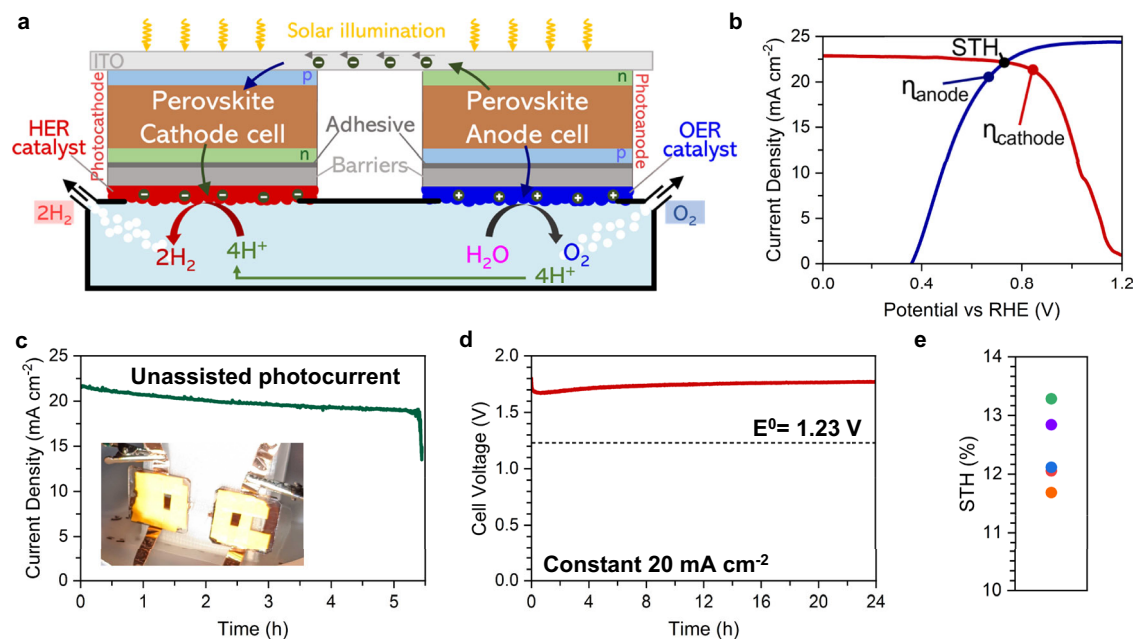 a
Solar illumination
ITO
Photocathode
p
Perovskite
Cathode cell
n
HER
catalyst
Adhesive
Barriers
n
Perovskite
Anode cell
p
Photoanode
OER
catalyst
2H₂
O₂
2H₂
4H⁺
H₂O
O₂
4H⁺
b
Current Density (mA cm⁻²)
25
20
15
10
5
0
STH
ηanode
ηcathode
0.0
0.4
0.8
1.2
Potential vs RHE (V)
c
Current Density (mA cm⁻²)
25
20
15
10
5
0
Unassisted photocurrent
0
1
2
3
4
5
Time (h)
d
Cell Voltage (V)
2.0
1.5
1.0
0.5
0.0
E⁰= 1.23 V
Constant 20 mA cm⁻²
0
4
8
12
16
20
24
Time (h)
e
STH (%)
14
13
12
11
10